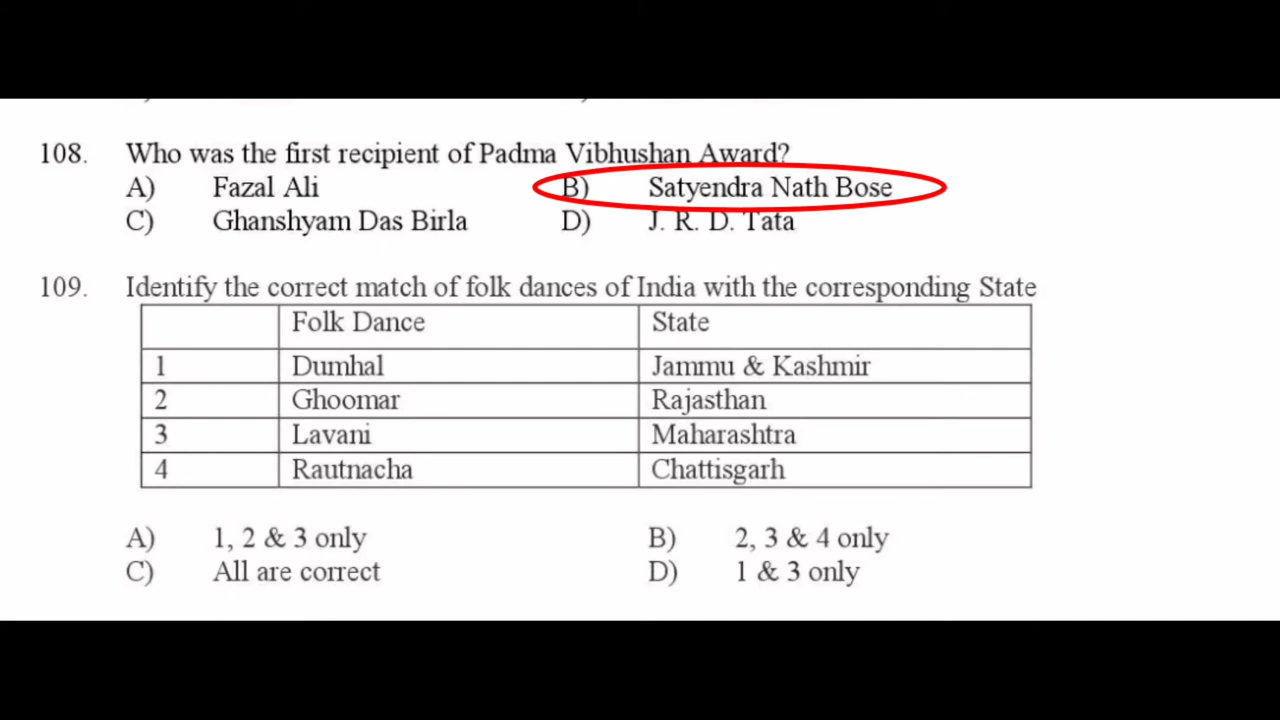 108. Who was the first recipient of Padma Vibhushan Award?
A) Fazal Ali B) Satyendra Nath Bose
C) Ghanshyam Das Birla D) J. R. D. Tata
109. Identify the correct match of folk dances of India with the corresponding State
Folk Dance State
1 Dumhal Jammu & Kashmir
2 Ghoomar Rajasthan
3 Lavani Maharashtra
4 Rautnacha Chattisgarh
A) 1, 2 & 3 only B) 2, 3 & 4 only
C) All are correct D) 1 & 3 only